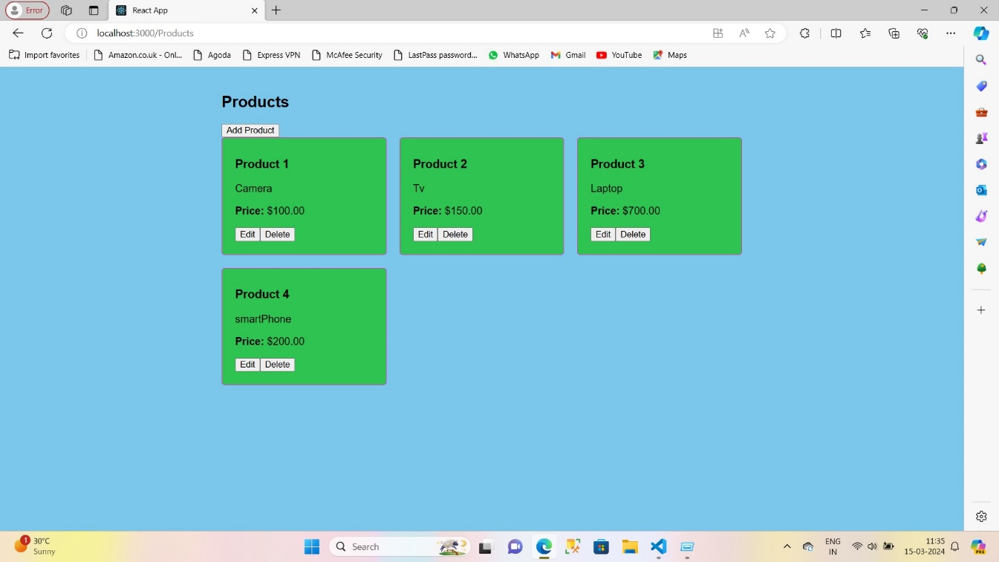 Error
React App
localhost:3000/Products
Import favorites Amazon.co.uk - Onl... Agoda Express VPN McAfee Security LastPass password... WhatsApp Gmail YouTube Maps
Products
Add Product
Product 1 Product 2 Product 3
Camera Tv Laptop
Price: $100.00 Price: $150.00 Price: $700.00
Edit Delete Edit Delete Edit Delete
Product 4
smartPhone
Price: $200.00
Edit Delete
1 30°C
Sunny
Search
ENG
IN
11:35
15-03-2024
PRE